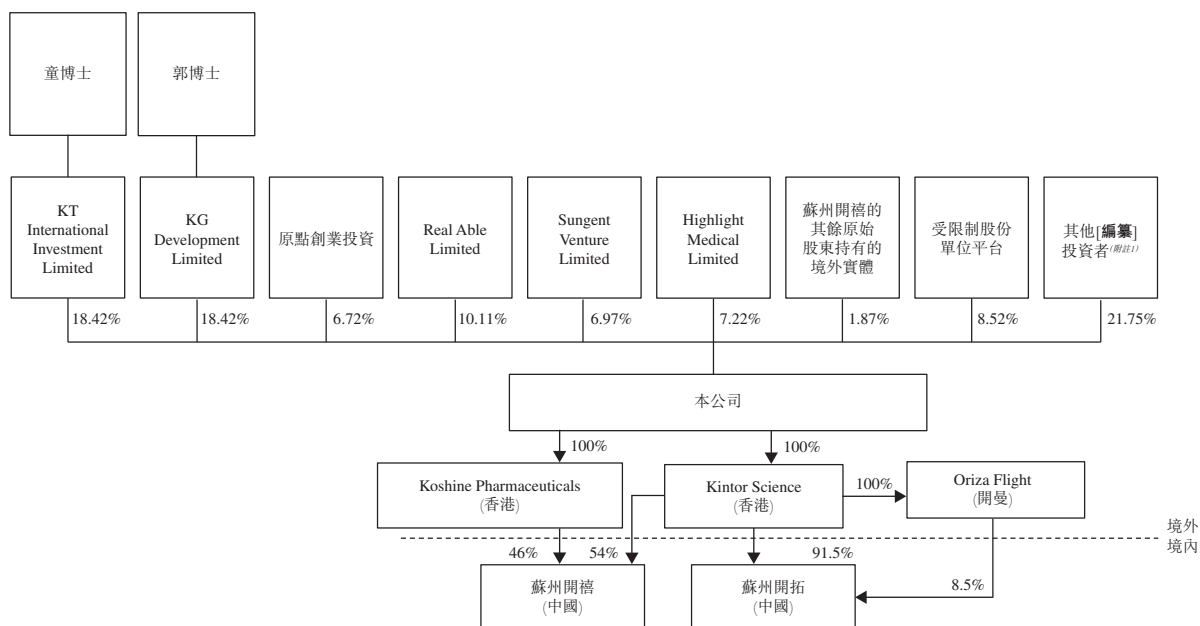 童博士
郭博士
KT
International
Investment
Limited
KG
Development
Limited
原點創業投資
Real Able
Limited
Sungent
Venture
Limited
Highlight
Medical
Limited
蘇州開禧的
其餘原始
股東持有的
境外實體
受限制股份
單位平台
其他[編纂]
投資者(附註1)
18.42%
18.42%
6.72%
10.11%
6.97%
7.22%
1.87%
8.52%
21.75%
本公司
100%
100%
Koshine Pharmaceuticals
(香港)
Kintor Science
(香港)
100%
Oriza Flight
(開曼)
境外
境內
46%
54%
91.5%
8.5%
蘇州開禧
(中國)
蘇州開拓
(中國)